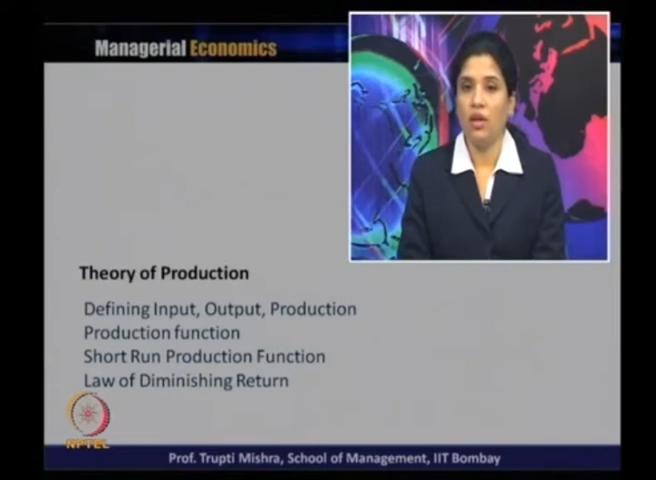 Managerial Economics
Theory of Production
Defining Input, Output, Production
Production function
Short Run Production Function
Law of Diminishing Return
NPTEL
Prof. Trupti Mishra, School of Management, IIT Bombay